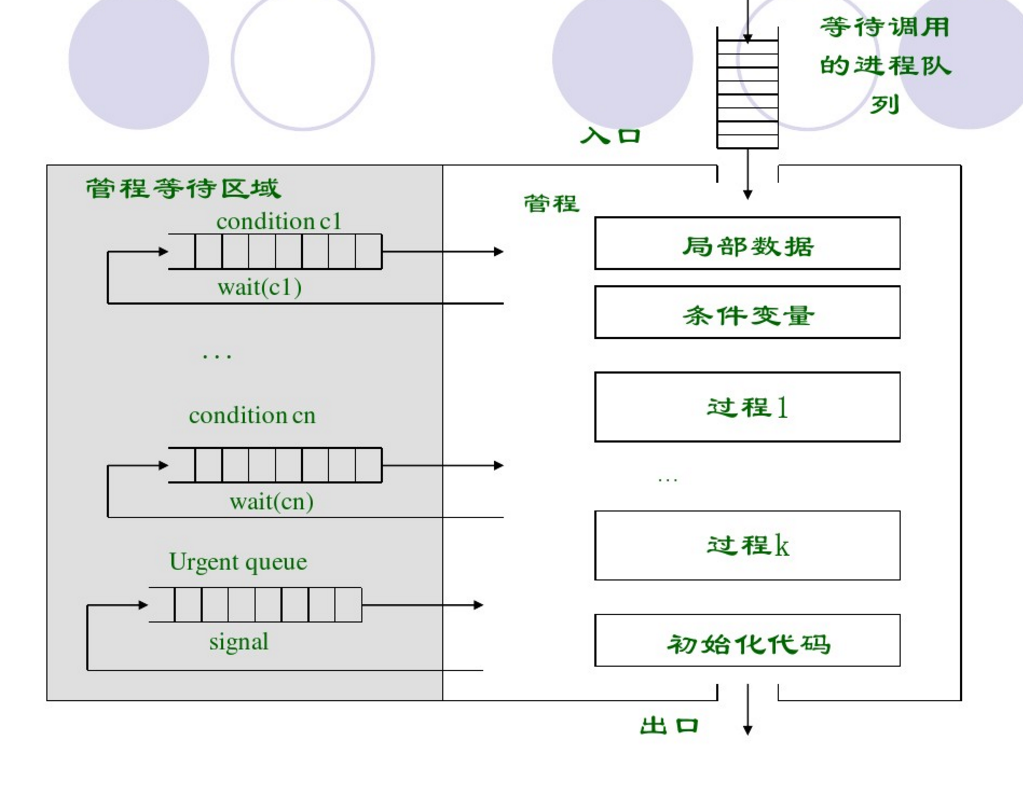 等待调用
的进程队
列
入口
管程等待区域
管程
condition c1
局部数据
wait(c1)
条件变量
...
condition cn
过程1
...
wait(cn)
过程k
Urgent queue
signal
初始化代码
出口